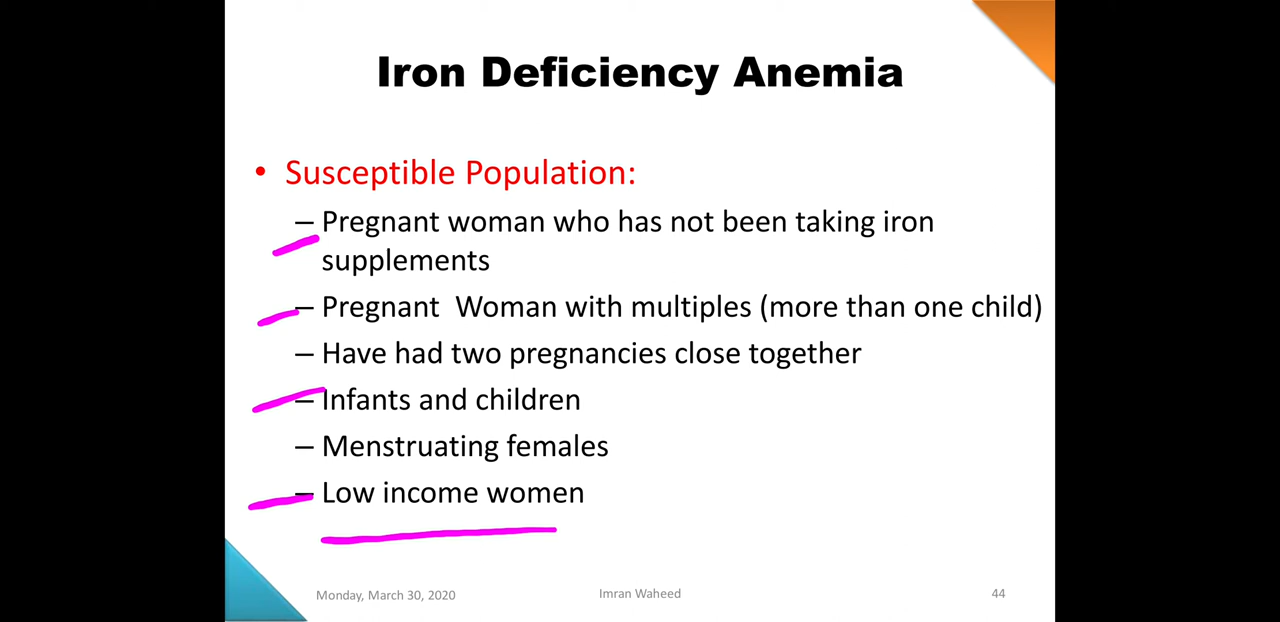 Iron Deficiency Anemia
• Susceptible Population:
– Pregnant woman who has not been taking iron
supplements
– Pregnant  Woman with multiples (more than one child)
– Have had two pregnancies close together
– Infants and children
– Menstruating females
– Low income women
Monday, March 30, 2020 Imran Waheed 44